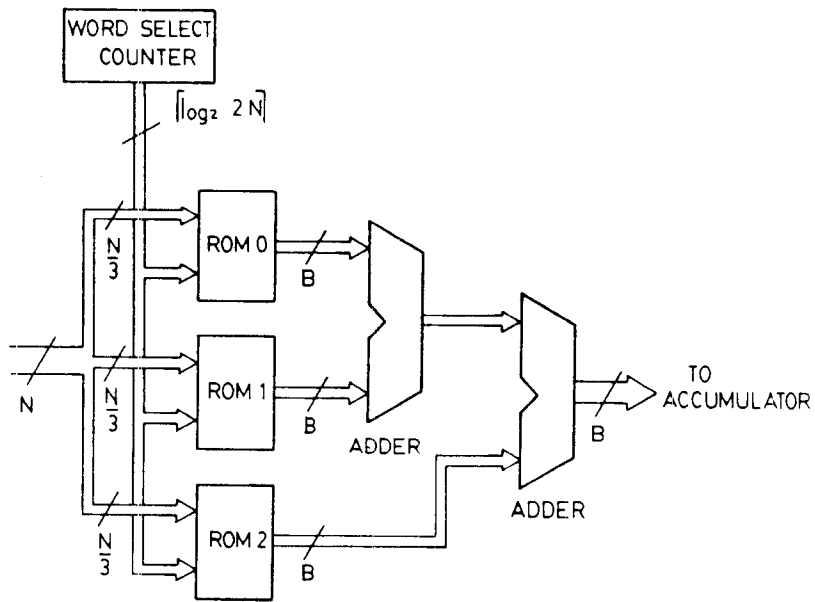 WORD SELECT
COUNTER
⌈log₂ 2N⌉
N/3
ROM 0
B
N
N/3
ROM 1
B
ADDER
TO
ACCUMULATOR
B
ADDER
N/3
ROM 2
B